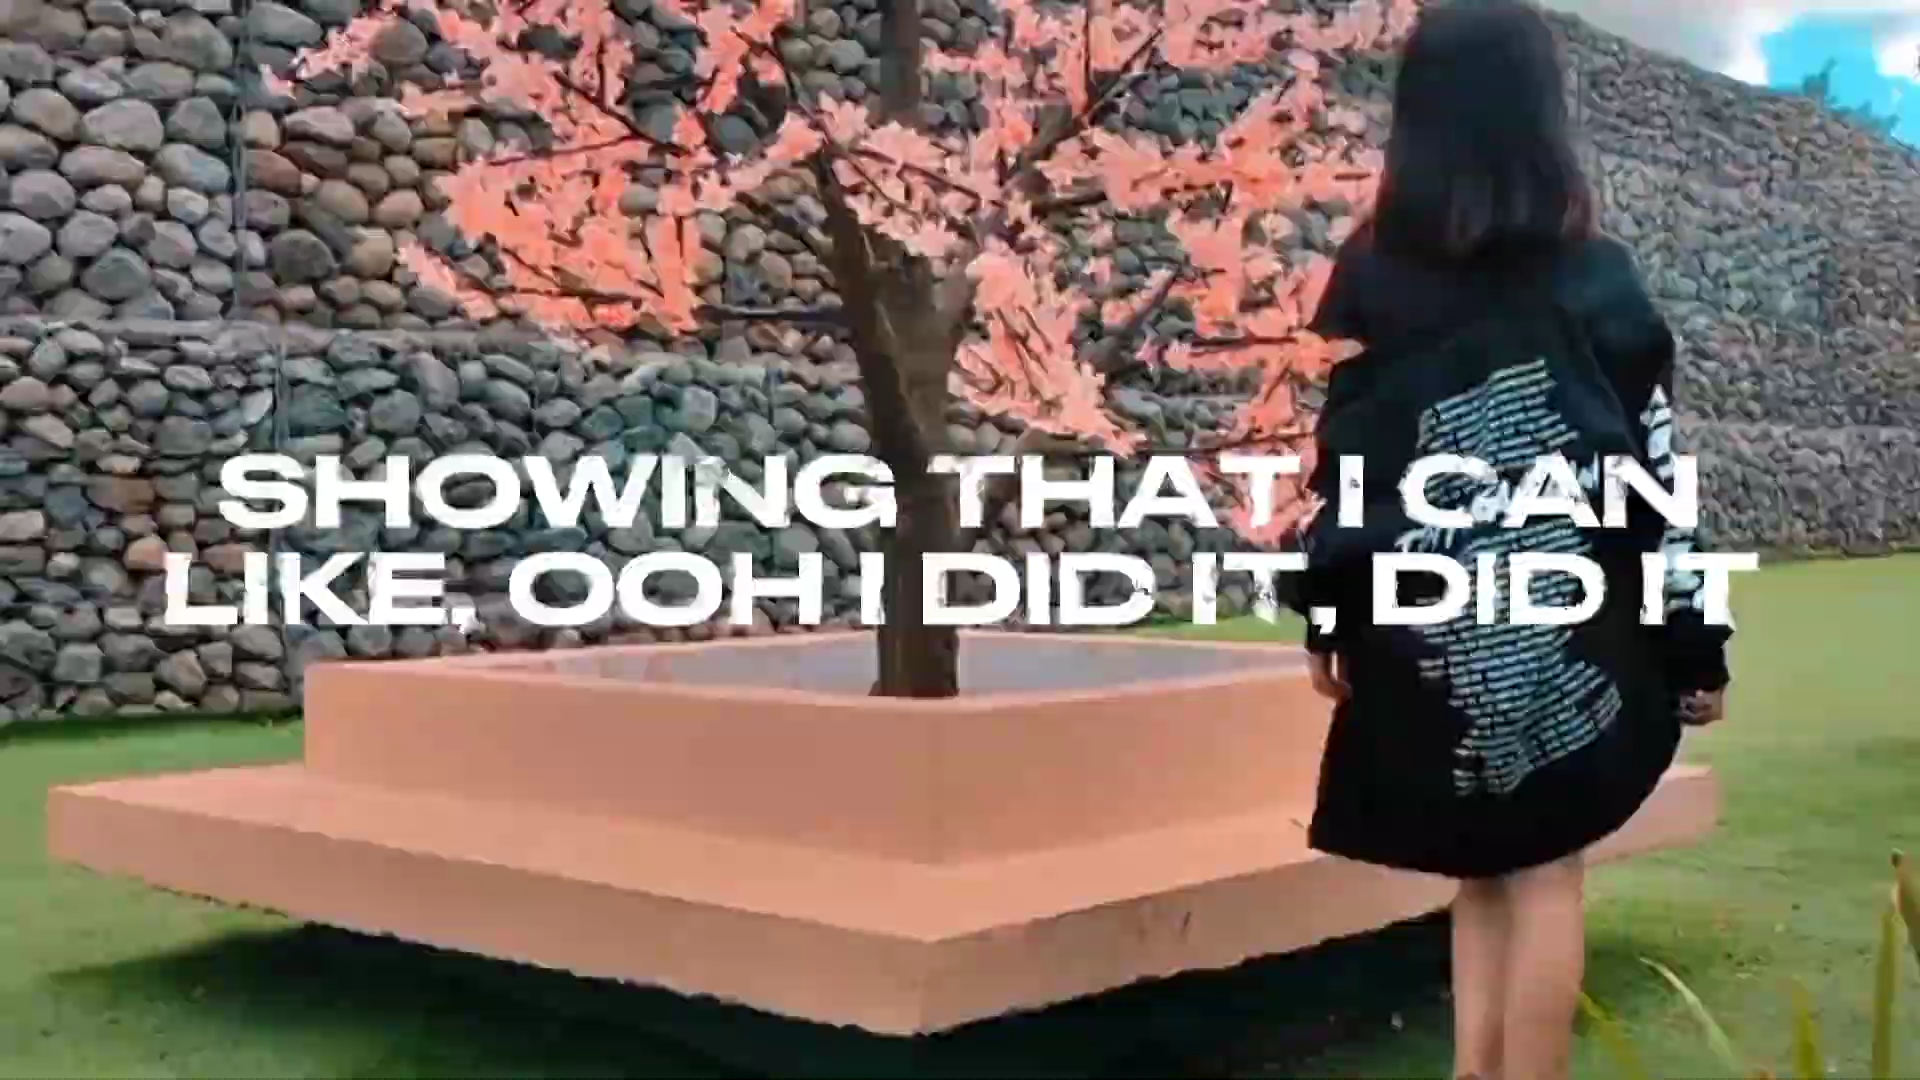 SHOWING THAT I CAN
LIKE, OOH I DID IT, DID IT